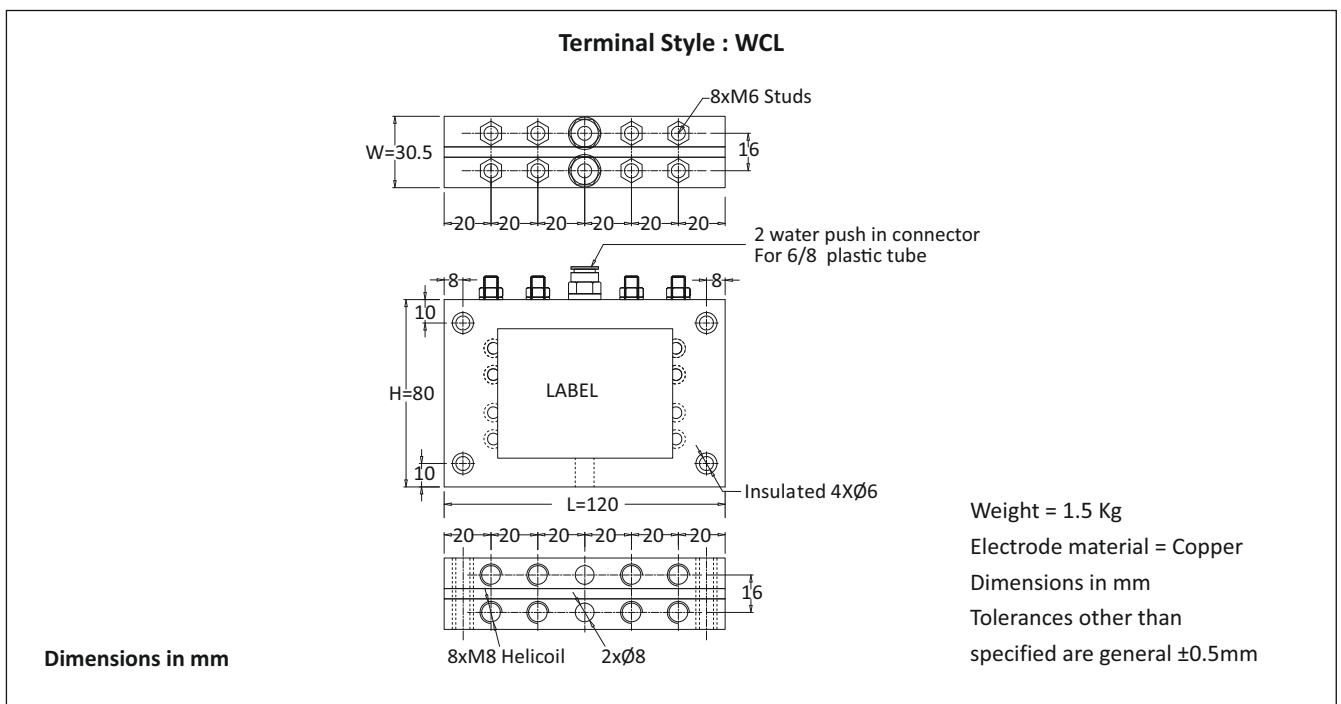 Terminal Style : WCL
8xM6 Studs
W=30.5
16
20 20 20 20 20 20
2 water push in connector
For 6/8 plastic tube
8
8
10
H=80
LABEL
10
Insulated 4XØ6
L=120
20 20 20 20 20 20
16
8xM8 Helicoil
2xØ8
Weight = 1.5 Kg
Electrode material = Copper
Dimensions in mm
Tolerances other than
specified are general ±0.5mm
Dimensions in mm